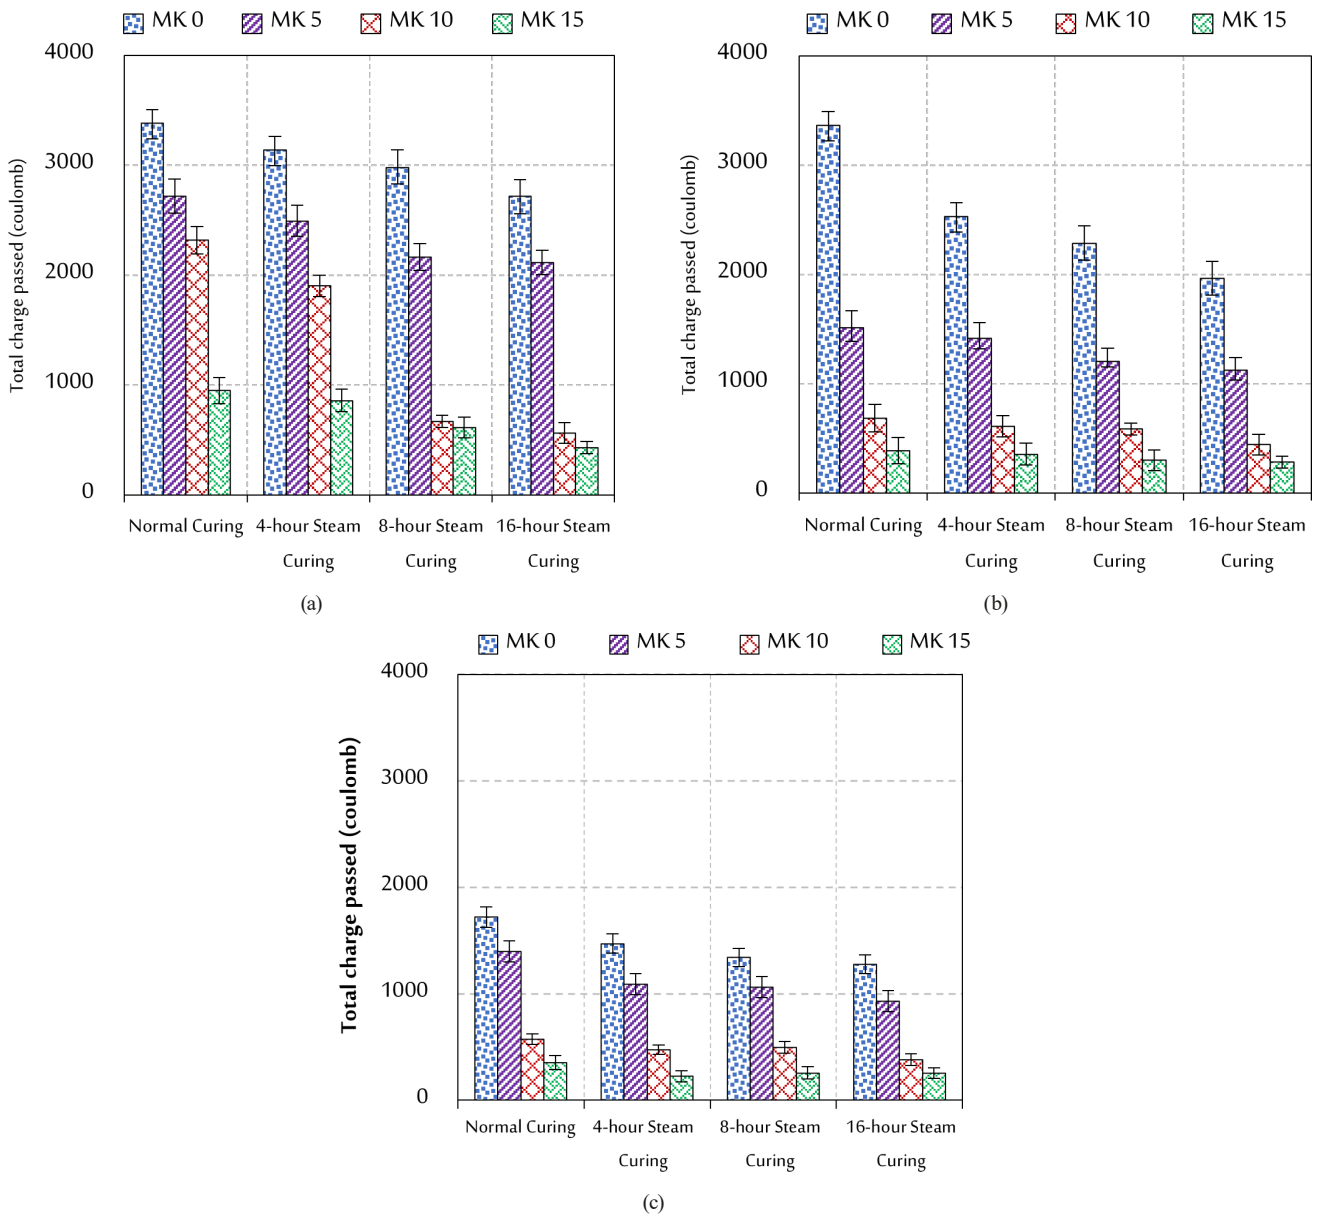 MK 0 MK 5 MK 10 MK 15
4000
3000
2000
1000
0
Total charge passed (coulomb)
Normal Curing 4-hour Steam 8-hour Steam 16-hour Steam
Curing Curing Curing
(a)
MK 0 MK 5 MK 10 MK 15
4000
3000
2000
1000
0
Total charge passed (coulomb)
Normal Curing 4-hour Steam 8-hour Steam 16-hour Steam
Curing Curing Curing
(b)
MK 0 MK 5 MK 10 MK 15
4000
3000
2000
1000
0
Total charge passed (coulomb)
Normal Curing 4-hour Steam 8-hour Steam 16-hour Steam
Curing Curing Curing
(c)